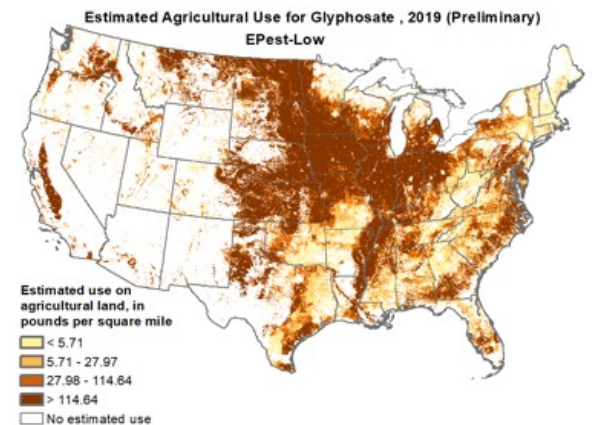 Estimated Agricultural Use for Glyphosate , 2019 (Preliminary)
EPest-Low
Estimated use on
agricultural land, in
pounds per square mile
< 5.71
5.71 - 27.97
27.98 - 114.64
> 114.64
No estimated use